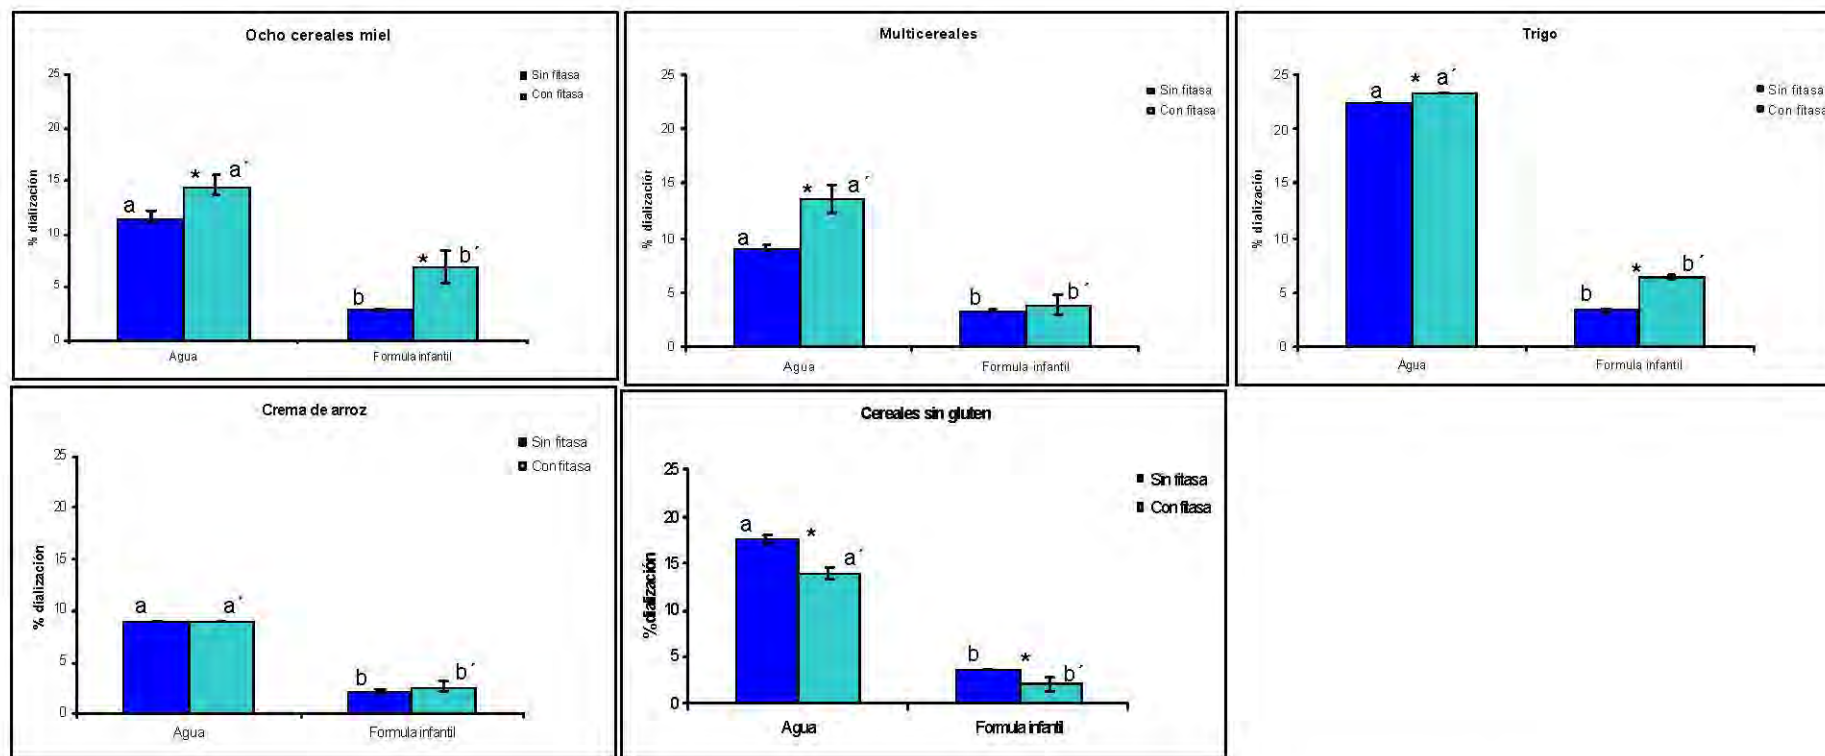 Ocho cereales miel
Sin fitasa
Con fitasa
% dialización
25
20
15
10
5
0
a
* a´
b
* b´
Agua
Formula infantil
Multicereales
Sin fitasa
Con fitasa
% dializaciór
25
20
15
10
5
0
a
* a´
b
b´
Agua
Formula infantil
Trigo
Sin fitasa
Con fitasa
% dializaciór
25
20
15
10
5
0
a
* a´
b
* b´
Agua
Formula infantil
Crema de arroz
Sin fitasa
Con fitasa
% dialización
25
20
15
10
5
0
a
a´
b
b´
Agua
Formula infantil
Cereales sin gluten
Sin fitasa
Con fitasa
% dialización
25
20
15
10
5
0
a
*
a´
b
*
b´
Agua
Formula infantil